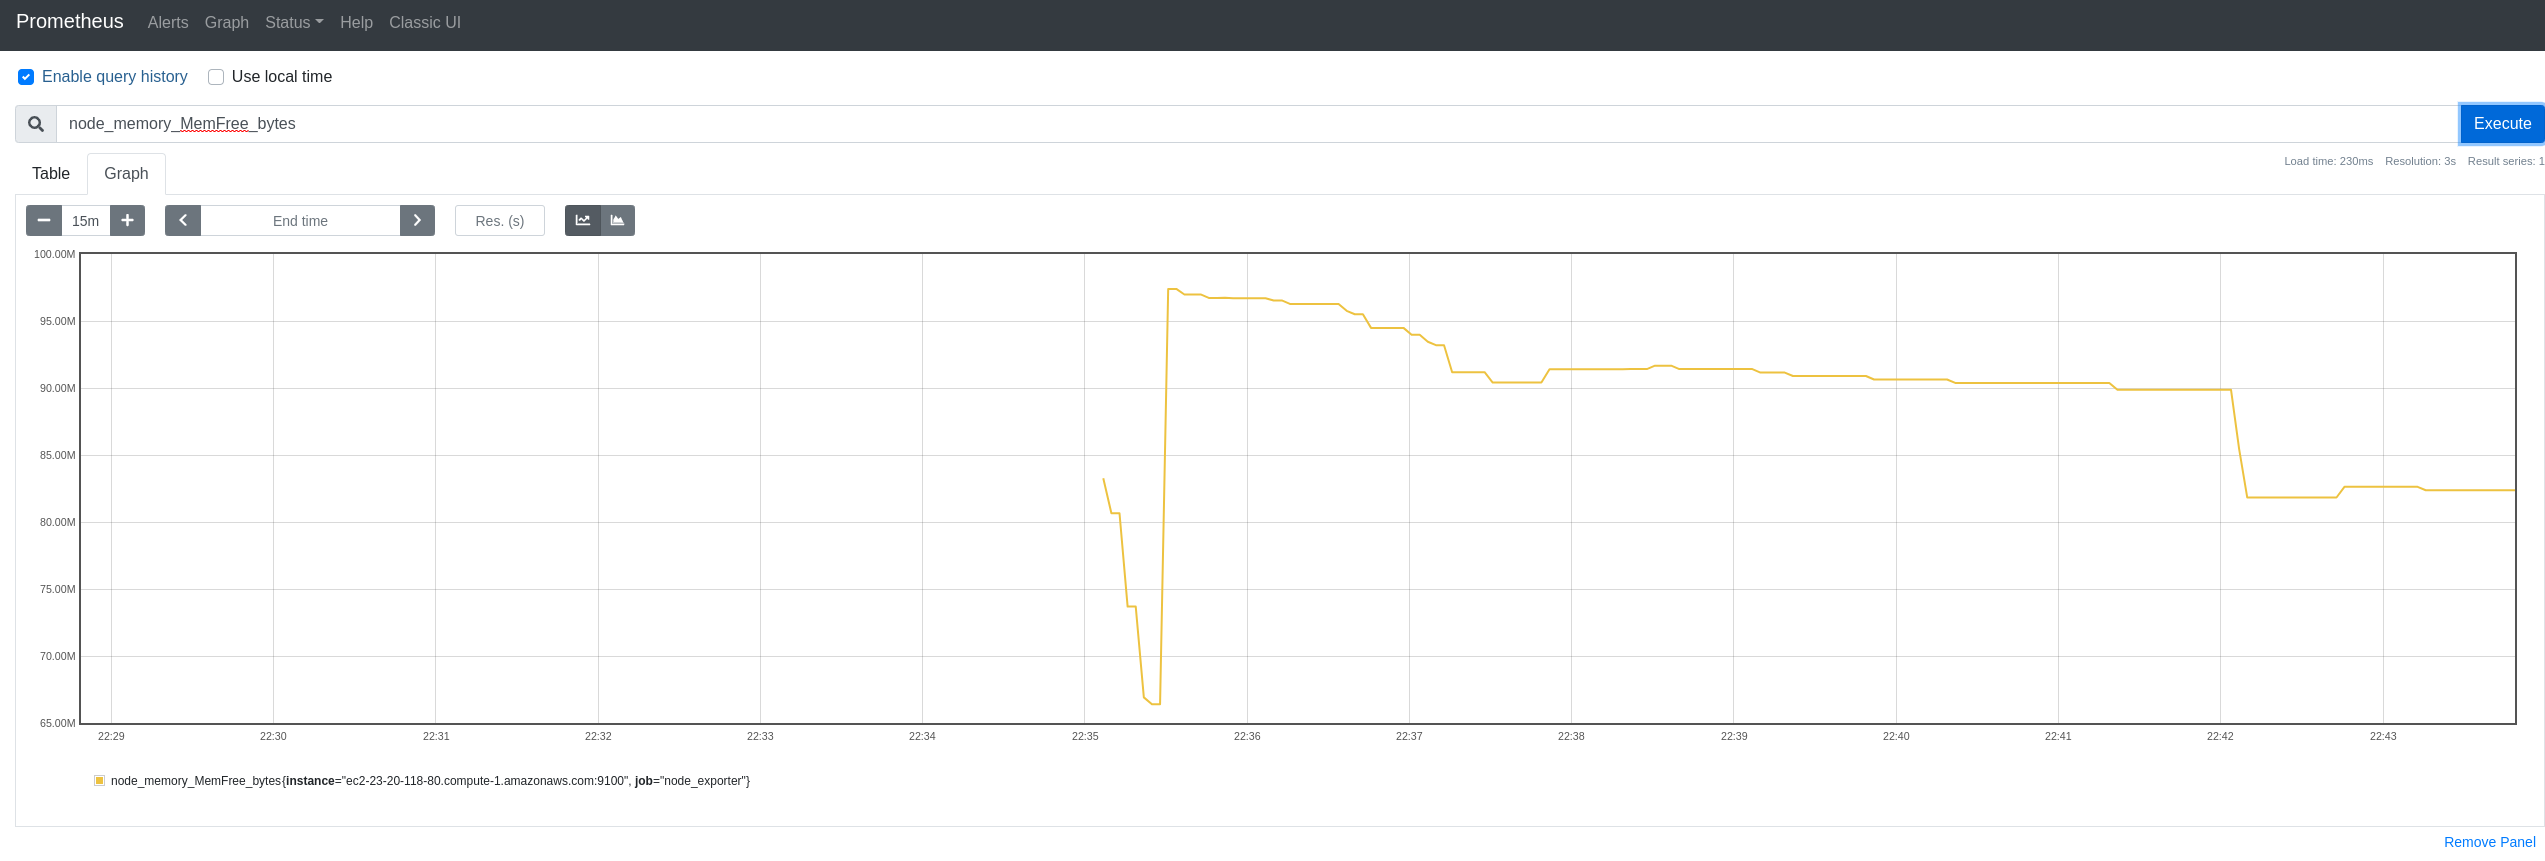 Prometheus Alerts Graph Status Help Classic UI
Enable query history Use local time
node_memory_MemFree_bytes Execute
Table Graph Load time: 230ms Resolution: 3s Result series: 1
15m End time Res. (s)
100.00M
95.00M
90.00M
85.00M
80.00M
75.00M
70.00M
65.00M
22:29 22:30 22:31 22:32 22:33 22:34 22:35 22:36 22:37 22:38 22:39 22:40 22:41 22:42 22:43
node_memory_MemFree_bytes{instance="ec2-23-20-118-80.compute-1.amazonaws.com:9100", job="node_exporter"}
Remove Panel